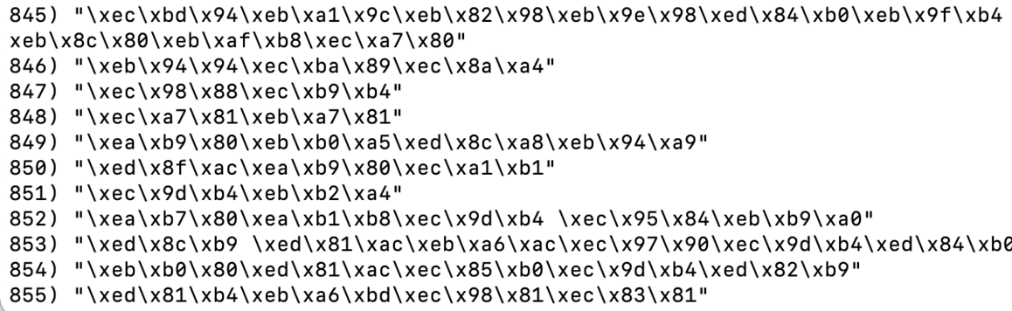 845) "\xec\xbd\x94\xeb\xa1\x9c\xeb\x82\x98\xeb\x9e\x98\xed\x84\xb0\xeb\x9f\xb4
xeb\x8c\x80\xeb\xaf\xb8\xec\xa7\x80"
846) "\xeb\x94\x94\xec\xba\x89\xec\x8a\xa4"
847) "\xec\x98\x88\xec\xb9\xb4"
848) "\xec\xa7\x81\xeb\xa7\x81"
849) "\xea\xb9\x80\xeb\xb0\xa5\xed\x8c\xa8\xeb\x94\xa9"
850) "\xed\x8f\xac\xea\xb9\x80\xec\xa1\xb1"
851) "\xec\x9d\xb4\xeb\xb2\xa4"
852) "\xea\xb7\x80\xea\xb1\xb8\xec\x9d\xb4 \xec\x95\x84\xeb\xb9\xa0"
853) "\xed\x8c\xb9 \xed\x81\xac\xeb\xa6\xac\xec\x97\x90\xec\x9d\xb4\xed\x84\xb0
854) "\xeb\xb0\x80\xed\x81\xac\xec\x85\xb0\xec\x9d\xb4\xed\x82\xb9"
855) "\xed\x81\xb4\xeb\xa6\xbd\xec\x98\x81\xec\x83\x81"